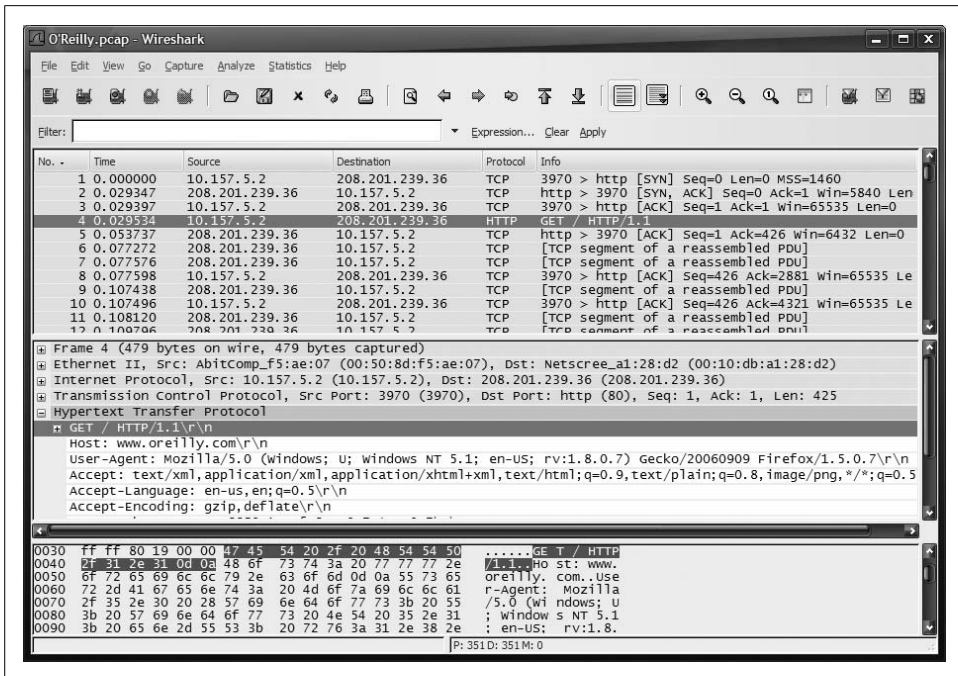 O'Reilly.pcap - Wireshark
File Edit View Go Capture Analyze Statistics Help
Filter: Expression... Clear Apply
No. - Time Source Destination Protocol Info
1 0.000000 10.157.5.2 208.201.239.36 TCP 3970 > http [SYN] Seq=0 Len=0 MSS=1460
2 0.029347 208.201.239.36 10.157.5.2 TCP http > 3970 [SYN, ACK] Seq=0 Ack=1 Win=5840 Len
3 0.029397 10.157.5.2 208.201.239.36 TCP 3970 > http [ACK] Seq=1 Ack=1 Win=65535 Len=0
4 0.029534 10.157.5.2 208.201.239.36 HTTP GET / HTTP/1.1
5 0.053737 208.201.239.36 10.157.5.2 TCP http > 3970 [ACK] Seq=1 Ack=426 Win=6432 Len=0
6 0.077272 208.201.239.36 10.157.5.2 TCP [TCP segment of a reassembled PDU]
7 0.077576 208.201.239.36 10.157.5.2 TCP [TCP segment of a reassembled PDU]
8 0.077598 10.157.5.2 208.201.239.36 TCP 3970 > http [ACK] Seq=426 Ack=2881 Win=65535 Le
9 0.107438 208.201.239.36 10.157.5.2 TCP [TCP segment of a reassembled PDU]
10 0.107496 10.157.5.2 208.201.239.36 TCP 3970 > http [ACK] Seq=426 Ack=4321 Win=65535 Le
11 0.108120 208.201.239.36 10.157.5.2 TCP [TCP segment of a reassembled PDU]
12 0.109796 208.201.239.36 10.157.5.2 TCP [TCP segment of a reassembled PDU]
Frame 4 (479 bytes on wire, 479 bytes captured)
Ethernet II, Src: AbitComp_f5:ae:07 (00:50:8d:f5:ae:07), Dst: Netscree_a1:28:d2 (00:10:db:a1:28:d2)
Internet Protocol, Src: 10.157.5.2 (10.157.5.2), Dst: 208.201.239.36 (208.201.239.36)
Transmission Control Protocol, Src Port: 3970 (3970), Dst Port: http (80), Seq: 1, Ack: 1, Len: 425
Hypertext Transfer Protocol
GET / HTTP/1.1\r\n
Host: www.oreilly.com\r\n
User-Agent: Mozilla/5.0 (Windows; U; Windows NT 5.1; en-US; rv:1.8.0.7) Gecko/20060909 Firefox/1.5.0.7\r\n
Accept: text/xml,application/xml,application/xhtml+xml,text/html;q=0.9,text/plain;q=0.8,image/png,*/*;q=0.5
Accept-Language: en-us,en;q=0.5\r\n
Accept-Encoding: gzip,deflate\r\n
0030 ff ff 80 19 00 00 47 45 54 20 2f 20 48 54 54 50 ......GE T / HTTP
0040 2f 31 2e 31 0d 0a 48 6f 73 74 3a 20 77 77 77 2e /1.1..Ho st: www.
0050 6f 72 65 69 6c 6c 79 2e 63 6f 6d 0d 0a 55 73 65 oreilly. com..Use
0060 72 2d 41 67 65 6e 74 3a 20 4d 6f 7a 69 6c 6c 61 r-Agent: Mozilla
0070 2f 35 2e 30 20 28 57 69 6e 64 6f 77 73 3b 20 55 /5.0 (Wi ndows; U
0080 3b 20 57 69 6e 64 6f 77 73 20 4e 54 20 35 2e 31 ; Window s NT 5.1
0090 3b 20 65 6e 2d 55 53 3b 20 72 76 3a 31 2e 38 2e ; en-US; rv:1.8.
P: 351 D: 351 M: 0